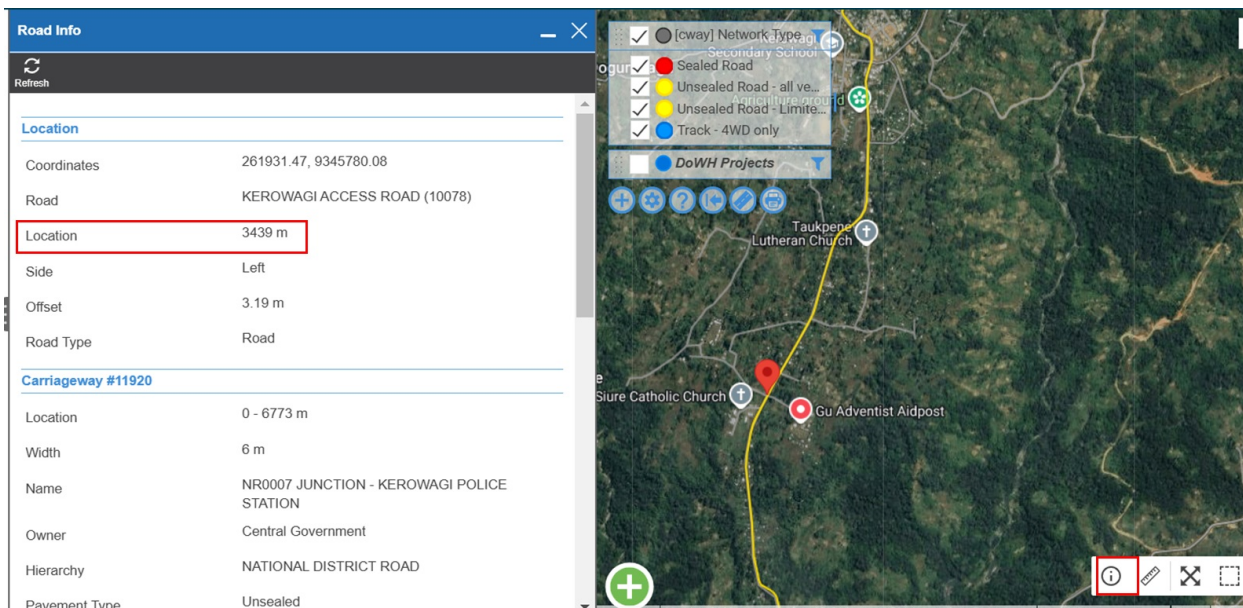 Road Info
Refresh
Location
Coordinates 261931.47, 9345780.08
Road KEROWAGI ACCESS ROAD (10078)
Location 3439 m
Side Left
Offset 3.19 m
Road Type Road
Carriageway #11920
Location 0 - 6773 m
Width 6 m
Name NR0007 JUNCTION - KEROWAGI POLICE
STATION
Owner Central Government
Hierarchy NATIONAL DISTRICT ROAD
Pavement Type Unsealed
[cway] Network Type
Secondary School
Sealed Road
Unsealed Road - all ve...
Agriculture ground
Unsealed Road - Limite...
Track - 4WD only
DoWH Projects
Taukpene
Lutheran Church
Siure Catholic Church
Gu Adventist Aidpost